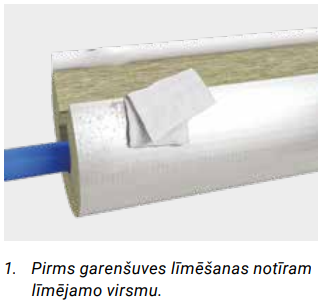 1. Pirms garenšuves līmēšanas notīram
līmējamo virsmu.